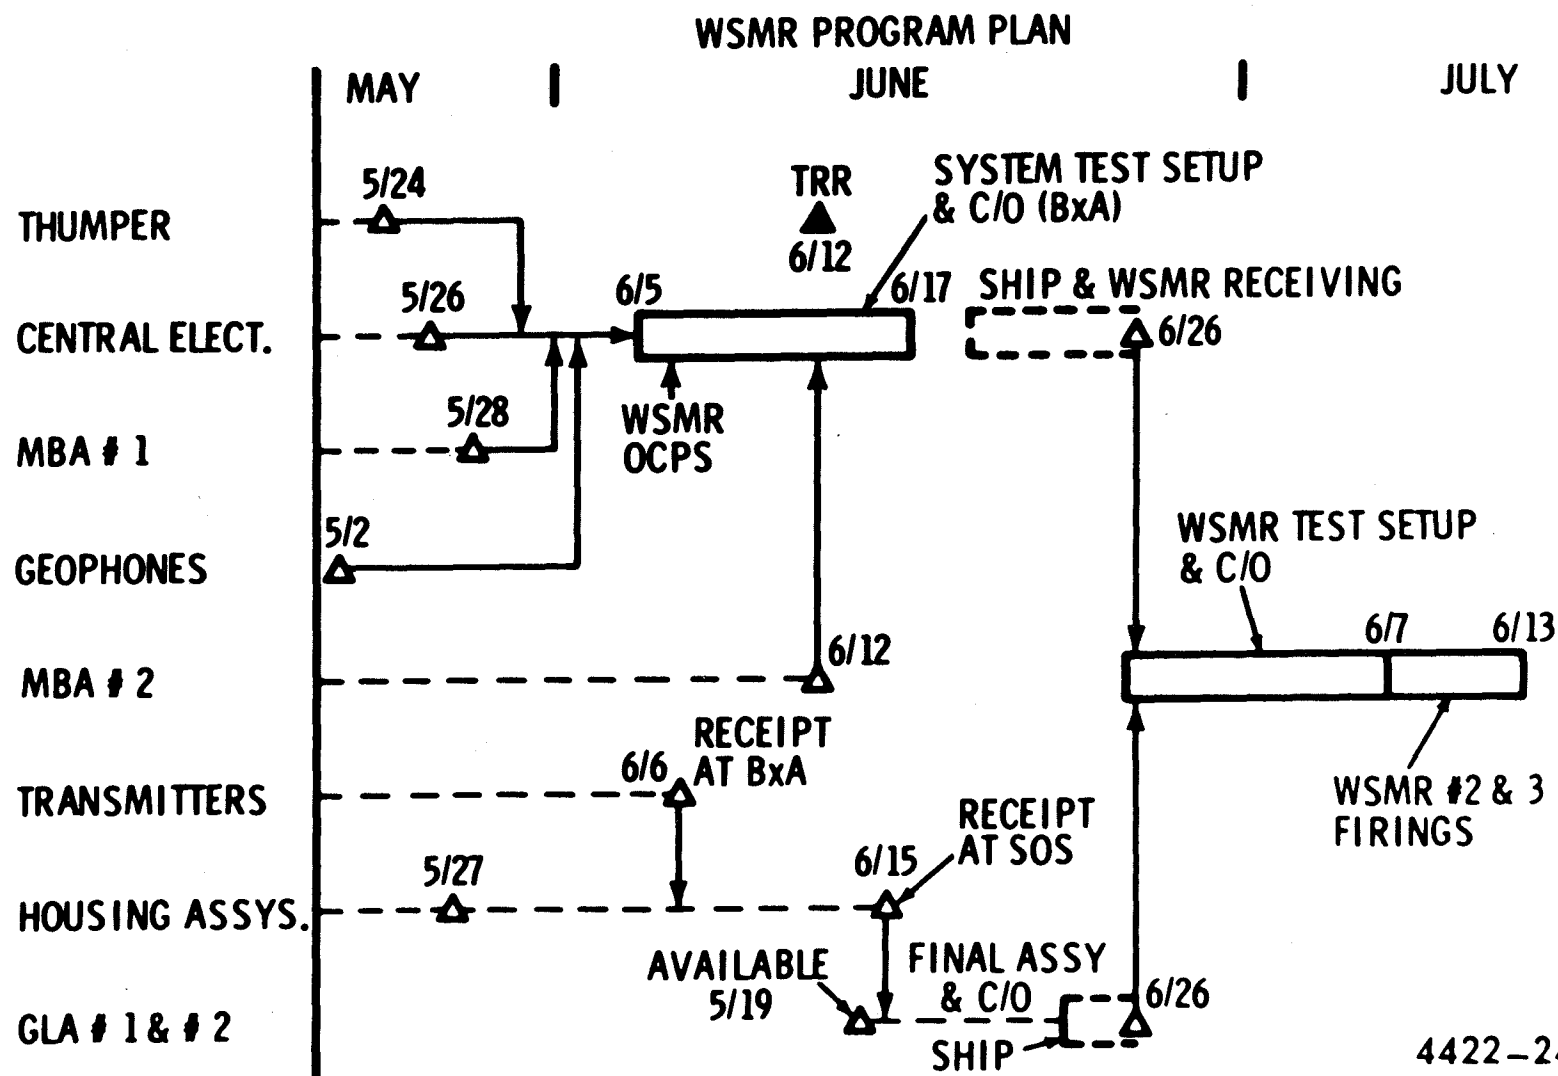 WSMR PROGRAM PLAN
MAY
JUNE
JULY
5/24
THUMPER
TRR
6/12
SYSTEM TEST SETUP
& C/O (BxA)
5/26
CENTRAL ELECT.
6/5
6/17
SHIP & WSMR RECEIVING
6/26
5/28
MBA # 1
WSMR
OCPS
5/2
GEOPHONES
WSMR TEST SETUP
& C/O
6/7
6/13
6/12
MBA # 2
RECEIPT
AT BxA
6/6
TRANSMITTERS
WSMR #2 & 3
FIRINGS
RECEIPT
AT SOS
5/27
6/15
HOUSING ASSYS.
AVAILABLE
5/19
FINAL ASSY
& C/O
6/26
GLA # 1 & # 2
SHIP